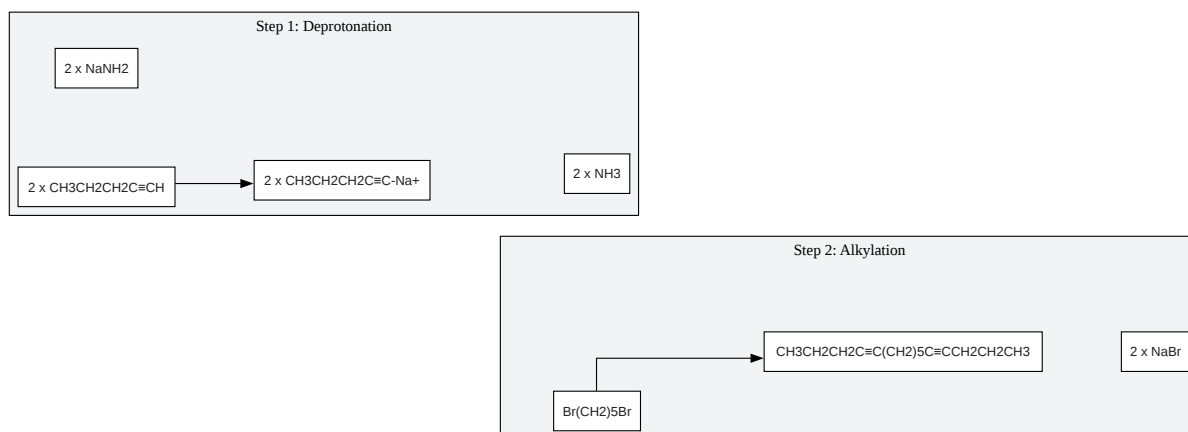 Step 1: Deprotonation
2 x NaNH2
2 x CH3CH2CH2C≡CH
2 x CH3CH2CH2C≡C-Na+
2 x NH3
Step 2: Alkylation
CH3CH2CH2C≡C(CH2)5C≡CCH2CH2CH3
2 x NaBr
Br(CH2)5Br